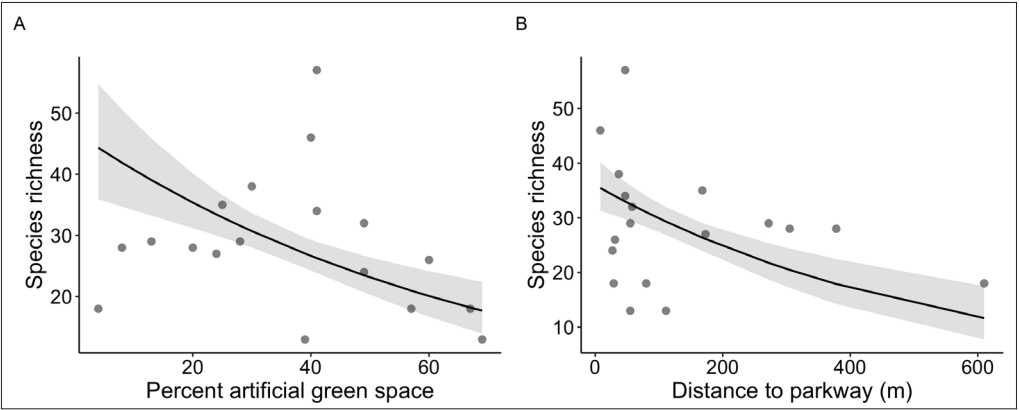 A
Species richness
50
40
30
20
20 40 60
Percent artificial green space
B
Species richness
50
40
30
20
10
0 200 400 600
Distance to parkway (m)